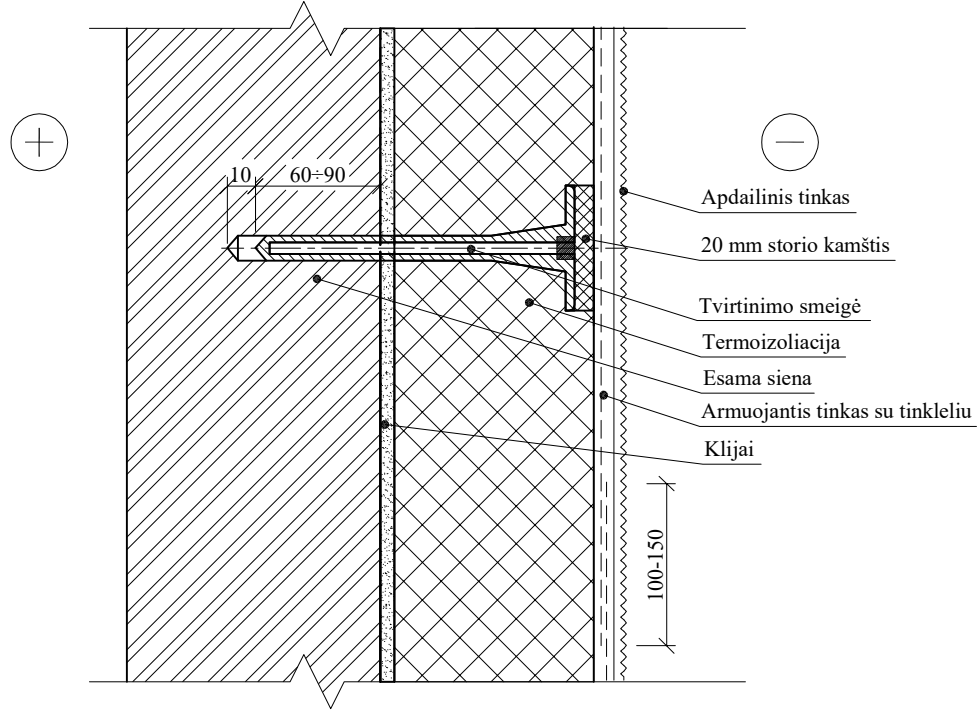 10
60÷90
Apdailinis tinkas
20 mm storio kamštis
Tvirtinimo smeigė
Termoizoliacija
Esama siena
Armuojantis tinkas su tinkleliu
Klijai
100-150